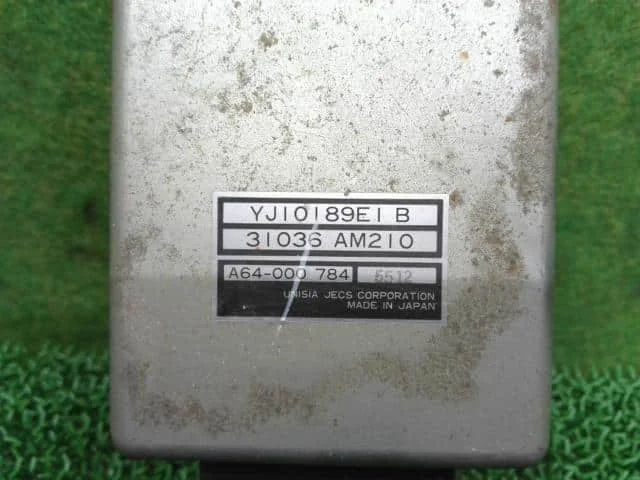 YJ10189E1 B
31036 AM210
A64-000 784 5512
UNISIA JECS CORPORATION
MADE IN JAPAN